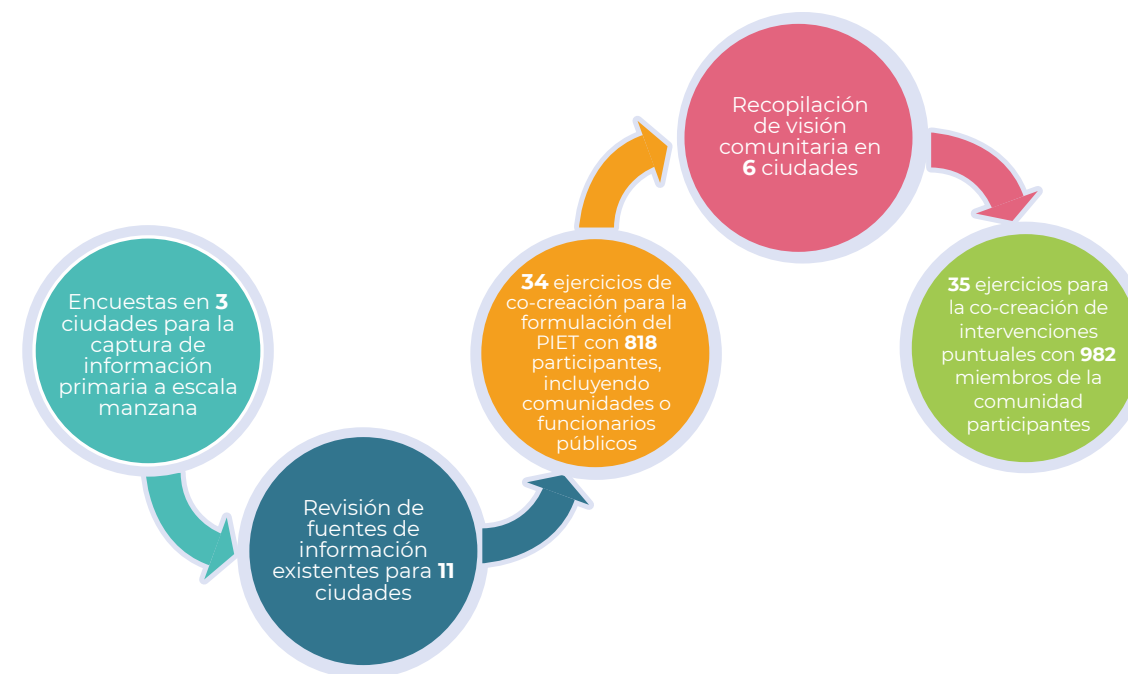 Encuestas en 3
ciudades para la
captura de
información
primaria a escala
manzana
Revisión de
fuentes de
información
existentes para 11
ciudades
34 ejercicios de
co-creación para la
formulación del
PIET con 818
participantes,
incluyendo
comunidades o
funcionarios
públicos
Recopilación
de visión
comunitaria en
6 ciudades
35 ejercicios para
la co-creación de
intervenciones
puntuales con 982
miembros de la
comunidad
participantes